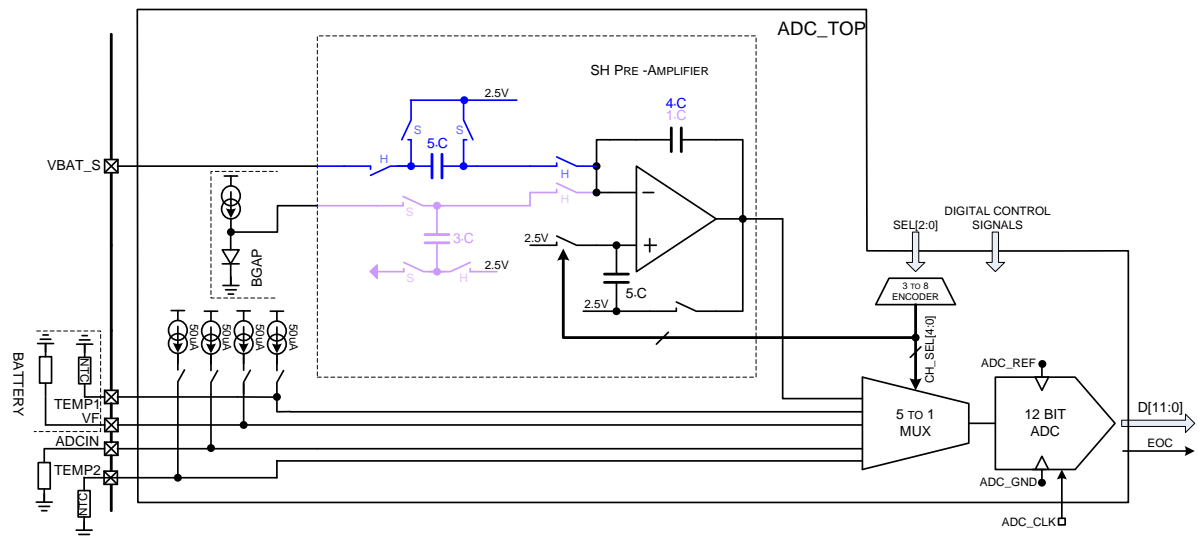 ADC_TOP
SH PRE -AMPLIFIER
2.5V
4·C
1·C
S
S
5·C
VBAT_S
H
H
S
H
3·C
2.5V
S
H
2.5V
5·C
2.5V
BGAP
SEL[2:0]
DIGITAL CONTROL
SIGNALS
3 TO 8
ENCODER
CH_SEL[4:0]
50uA
50uA
50uA
50uA
BATTERY
NTC
TEMP1
VF
ADCIN
TEMP2
NTC
5 TO 1
MUX
ADC_REF
12 BIT
ADC
ADC_GND
ADC_CLK
D[11:0]
EOC